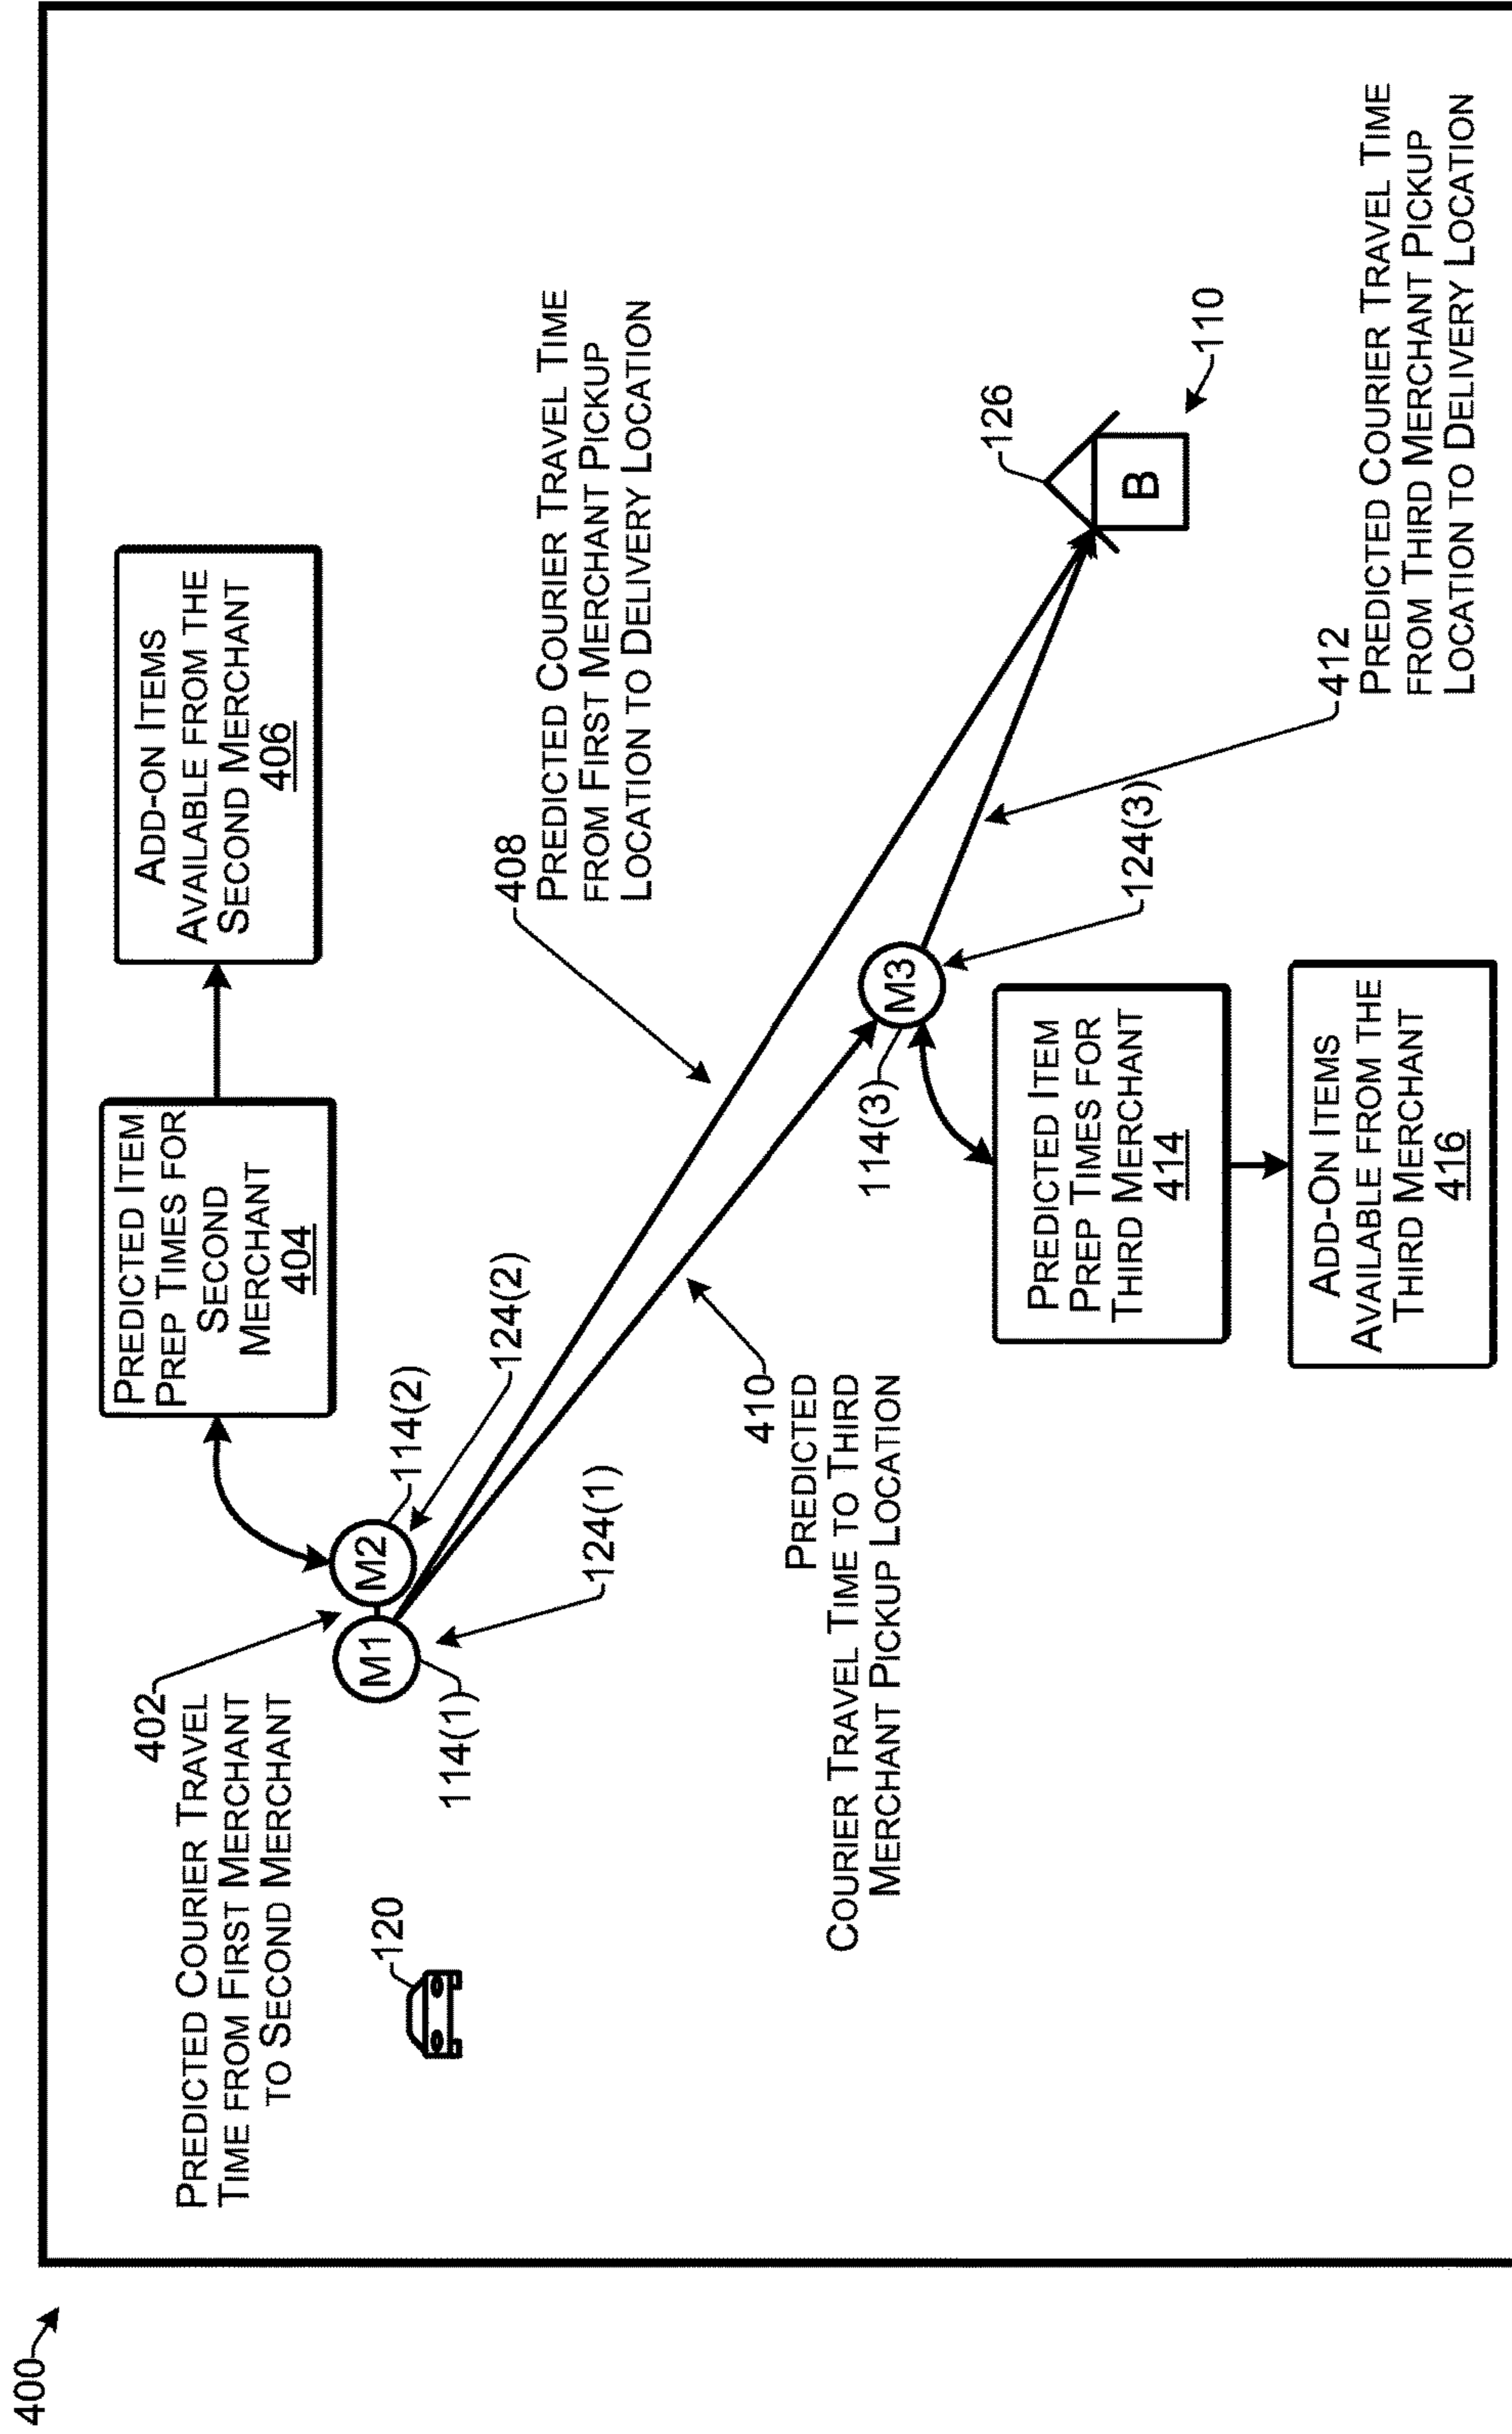 400
402
PREDICTED COURIER TRAVEL
TIME FROM FIRST MERCHANT
TO SECOND MERCHANT
PREDICTED ITEM
PREP TIMES FOR
SECOND
MERCHANT
404
ADD-ON ITEMS
AVAILABLE FROM THE
SECOND MERCHANT
406
120
M1
M2
114(1)
124(1)
114(2)
124(2)
408
PREDICTED COURIER TRAVEL TIME
FROM FIRST MERCHANT PICKUP
LOCATION TO DELIVERY LOCATION
410
PREDICTED
COURIER TRAVEL TIME TO THIRD
MERCHANT PICKUP LOCATION
114(3)
M3
124(3)
126
B
110
PREDICTED ITEM
PREP TIMES FOR
THIRD MERCHANT
414
ADD-ON ITEMS
AVAILABLE FROM THE
THIRD MERCHANT
416
412
PREDICTED COURIER TRAVEL TIME
FROM THIRD MERCHANT PICKUP
LOCATION TO DELIVERY LOCATION